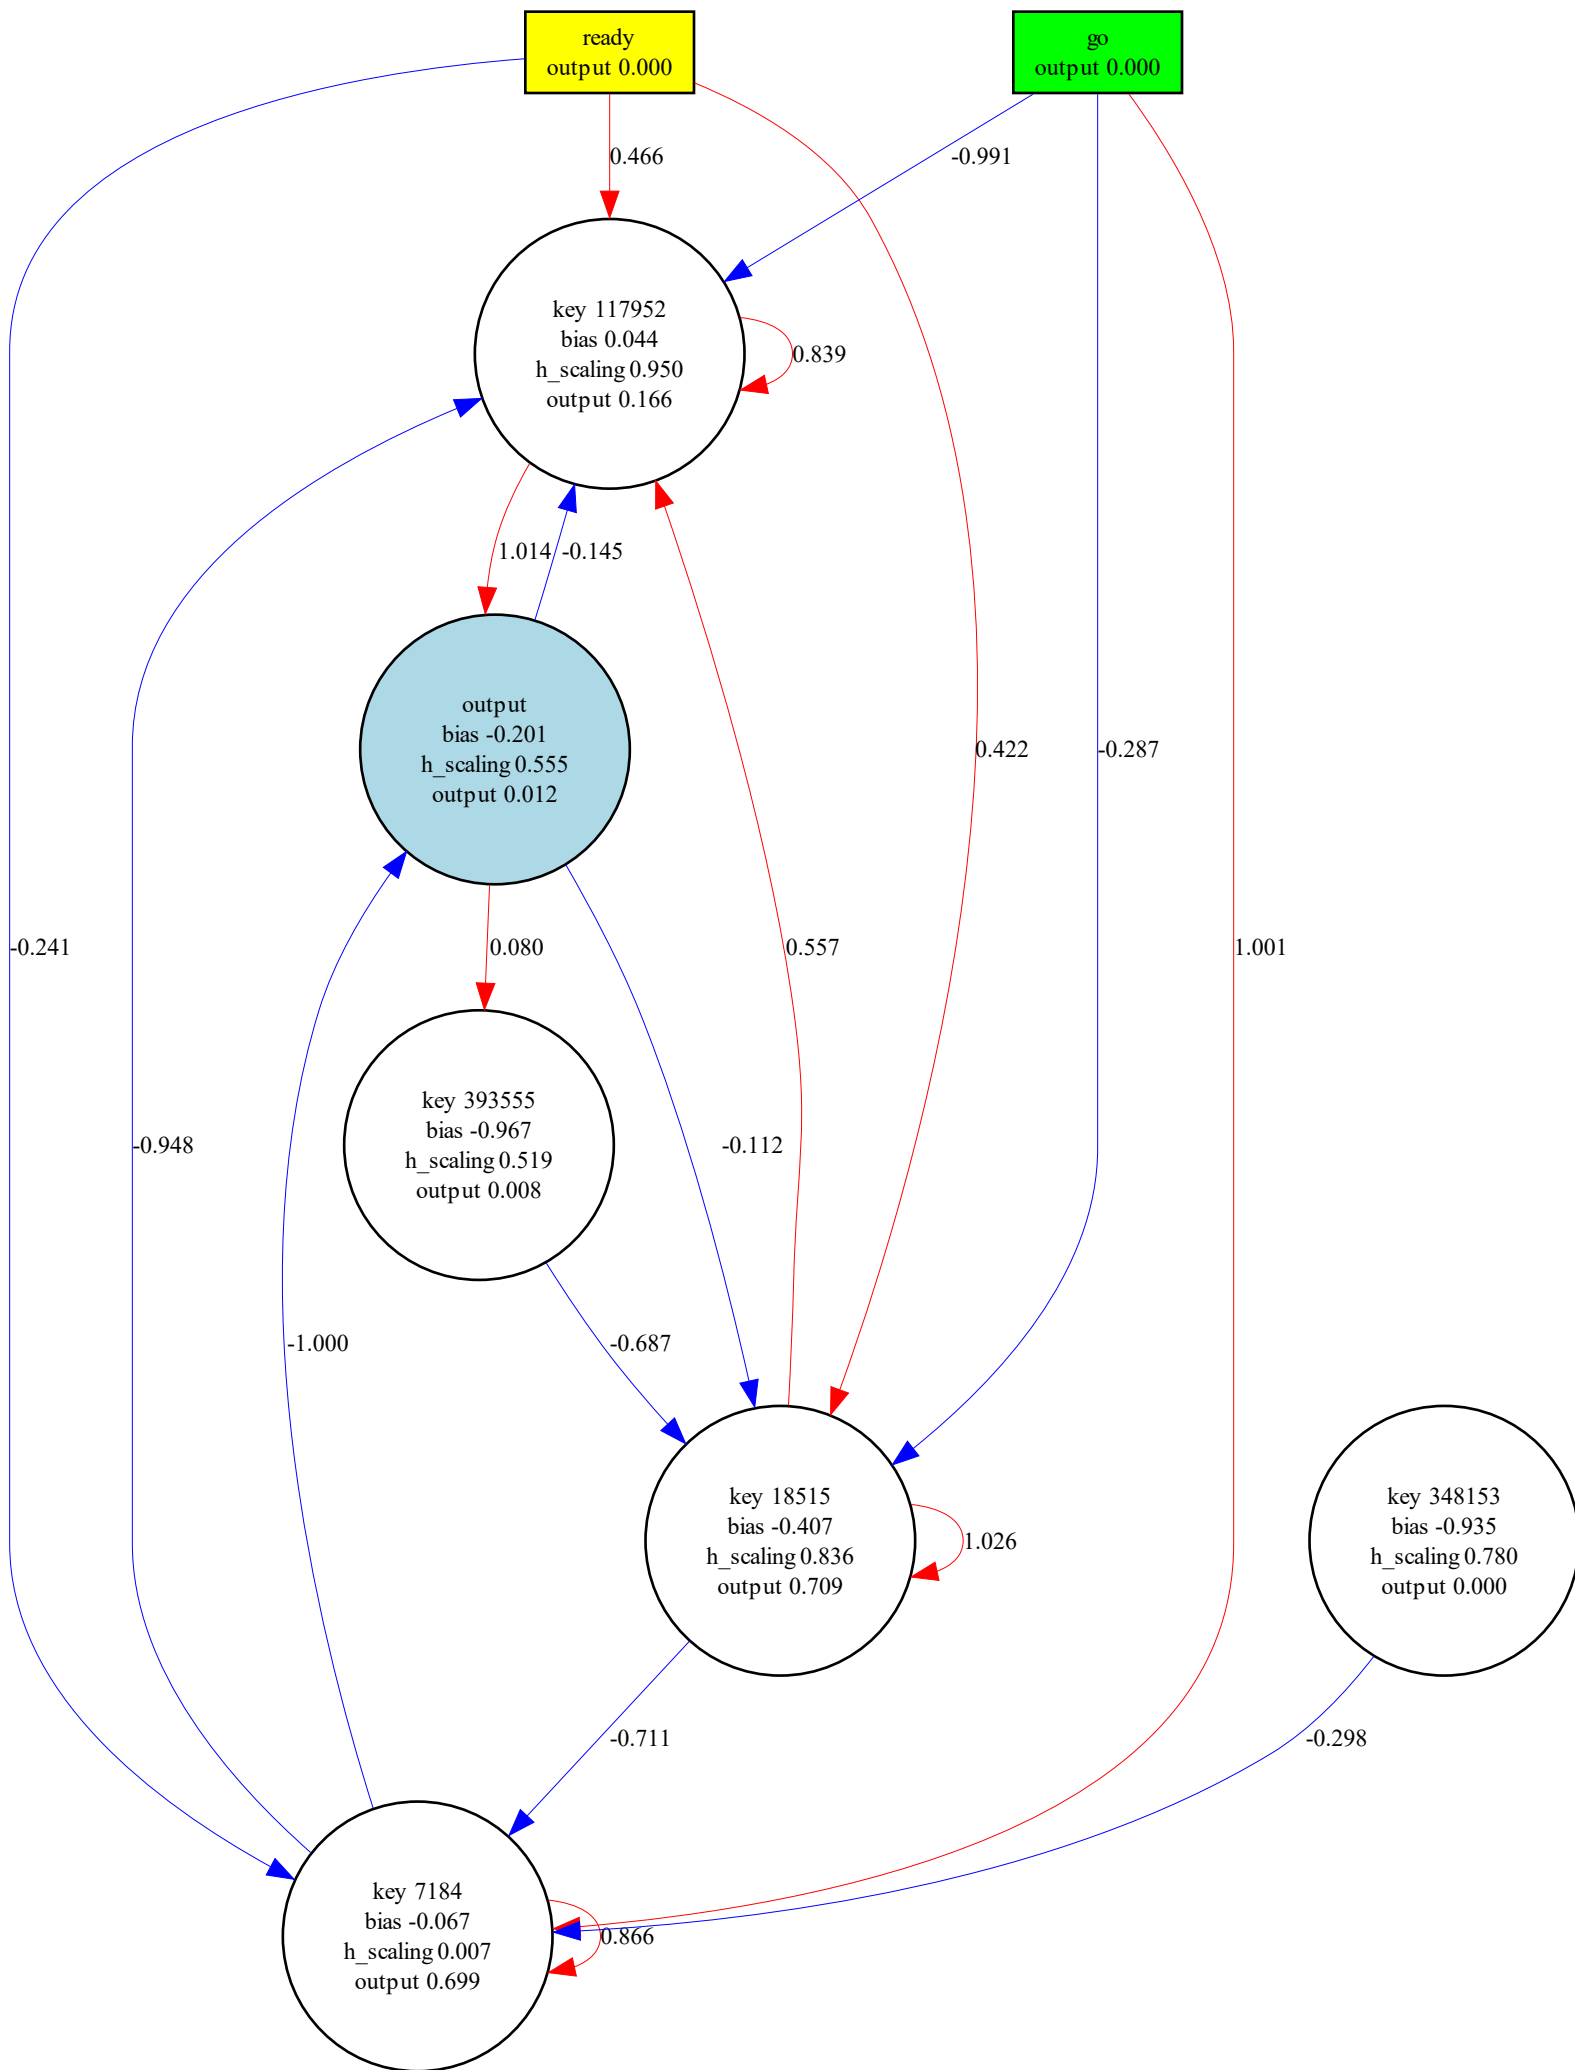 ready
output 0.000
go
output 0.000
0.466
-0.991
key 117952
bias 0.044
h_scaling 0.950
output 0.166
0.839
1.014
-0.145
output
bias -0.201
h_scaling 0.555
output 0.012
0.422
-0.287
-0.241
0.080
0.557
1.001
key 393555
bias -0.967
h_scaling 0.519
output 0.008
-0.948
-0.112
-1.000
-0.687
key 18515
bias -0.407
h_scaling 0.836
output 0.709
1.026
key 348153
bias -0.935
h_scaling 0.780
output 0.000
-0.711
-0.298
key 7184
bias -0.067
h_scaling 0.007
output 0.699
0.866